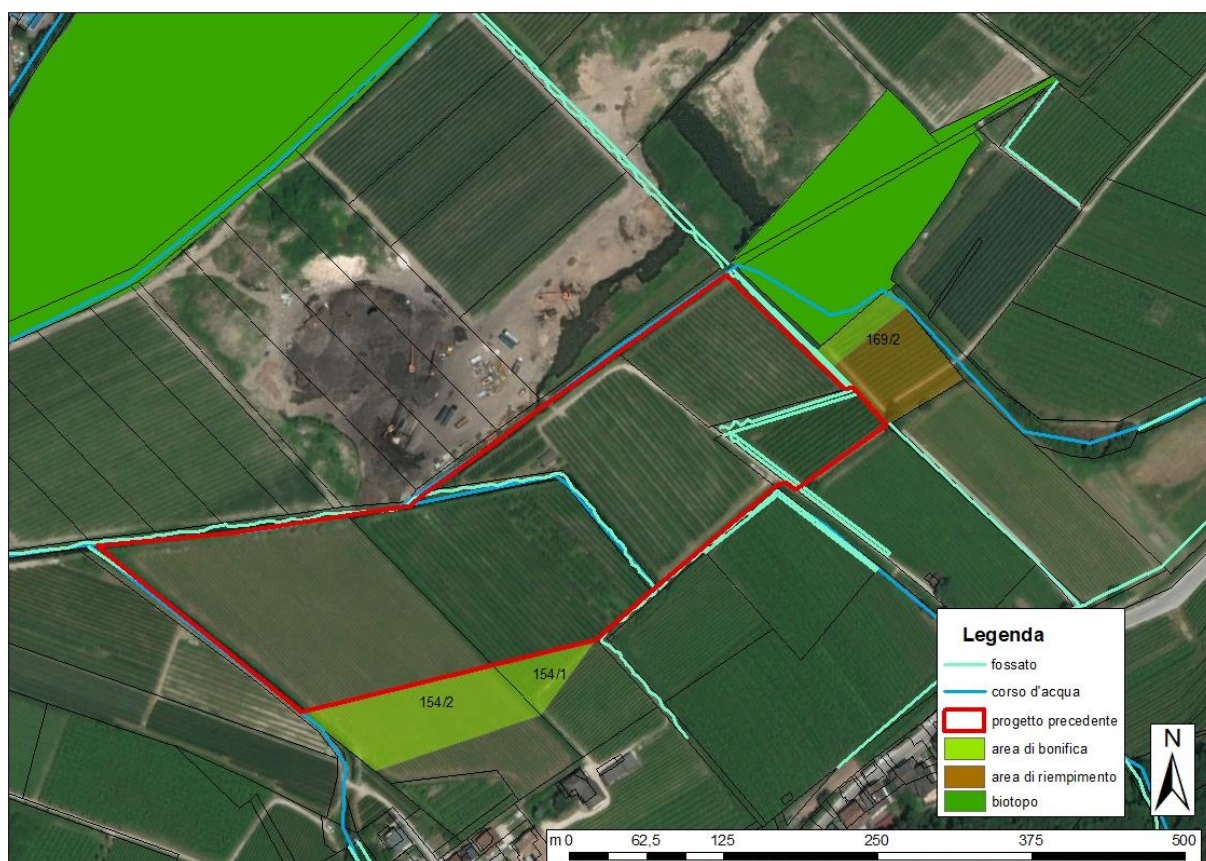 169/2
154/1
154/2
Legenda
fossato
corso d'acqua
progetto precedente
area di bonifica
area di riempimento
biotopo
N
m 0 62,5 125 250 375 500